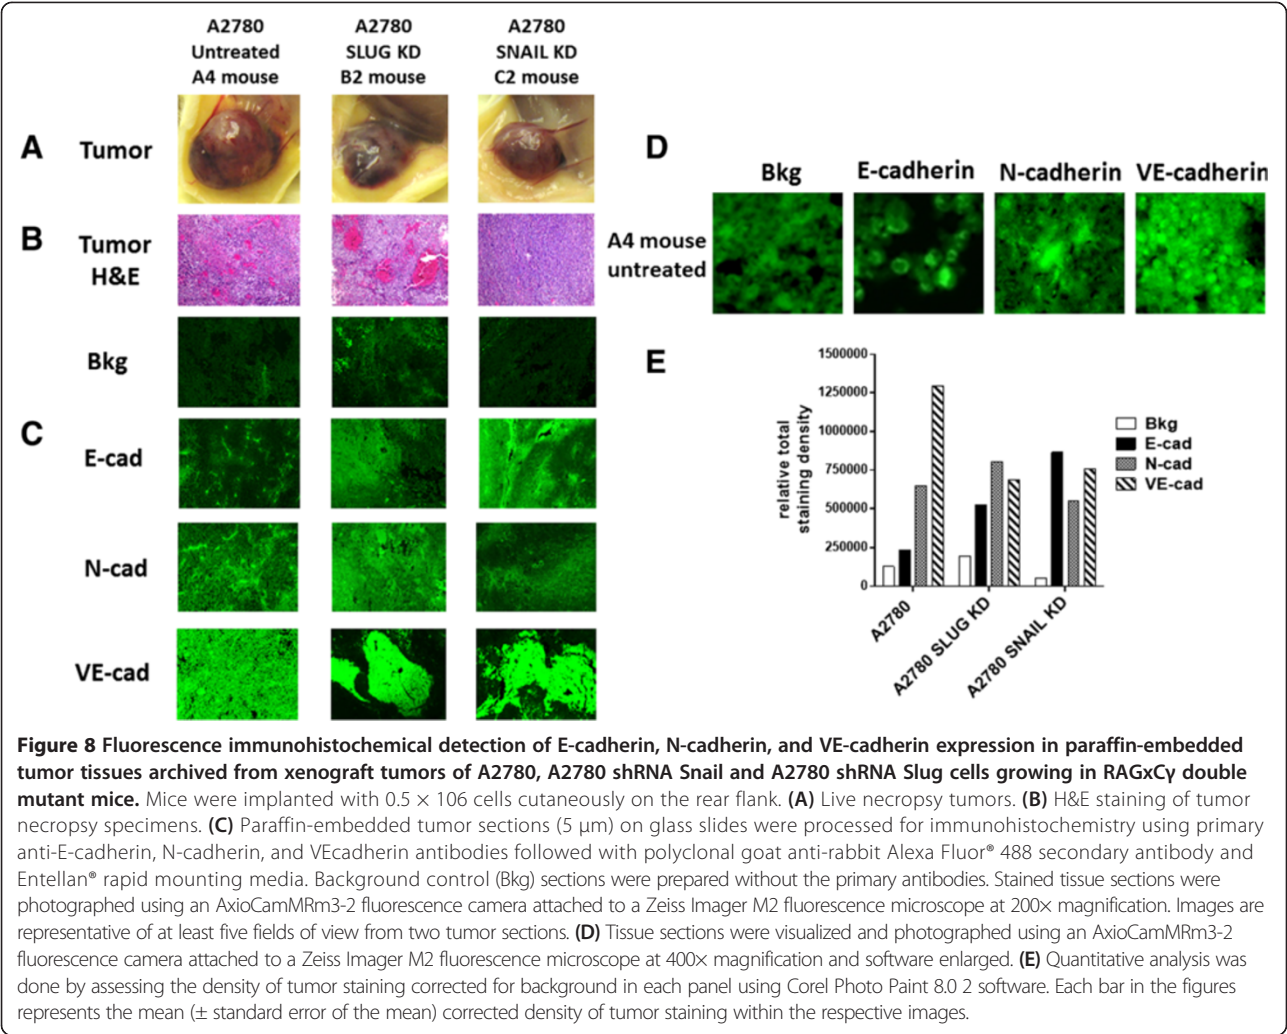 A2780
Untreated
A4 mouse
A2780
SLUG KD
B2 mouse
A2780
SNAIL KD
C2 mouse
A
Tumor
B
Tumor
H&E
Bkg
C
E-cad
N-cad
VE-cad
D
Bkg
E-cadherin
N-cadherin
VE-cadherin
A4 mouse
untreated
E
relative total
staining density
1500000
1250000
1000000
750000
500000
250000
0
A2780
A2780 SLUG KD
A2780 SNAIL KD
Bkg
E-cad
N-cad
VE-cad
Figure 8 Fluorescence immunohistochemical detection of E-cadherin, N-cadherin, and VE-cadherin expression in paraffin-embedded
tumor tissues archived from xenograft tumors of A2780, A2780 shRNA Snail and A2780 shRNA Slug cells growing in RAGxCγ double
mutant mice. Mice were implanted with 0.5 × 106 cells cutaneously on the rear flank. (A) Live necropsy tumors. (B) H&E staining of tumor
necropsy specimens. (C) Paraffin-embedded tumor sections (5 μm) on glass slides were processed for immunohistochemistry using primary
anti-E-cadherin, N-cadherin, and VEcadherin antibodies followed with polyclonal goat anti-rabbit Alexa Fluor® 488 secondary antibody and
Entellan® rapid mounting media. Background control (Bkg) sections were prepared without the primary antibodies. Stained tissue sections were
photographed using an AxioCamMRm3-2 fluorescence camera attached to a Zeiss Imager M2 fluorescence microscope at 200× magnification. Images are
representative of at least five fields of view from two tumor sections. (D) Tissue sections were visualized and photographed using an AxioCamMRm3-2
fluorescence camera attached to a Zeiss Imager M2 fluorescence microscope at 400× magnification and software enlarged. (E) Quantitative analysis was
done by assessing the density of tumor staining corrected for background in each panel using Corel Photo Paint 8.0 2 software. Each bar in the figures
represents the mean (± standard error of the mean) corrected density of tumor staining within the respective images.